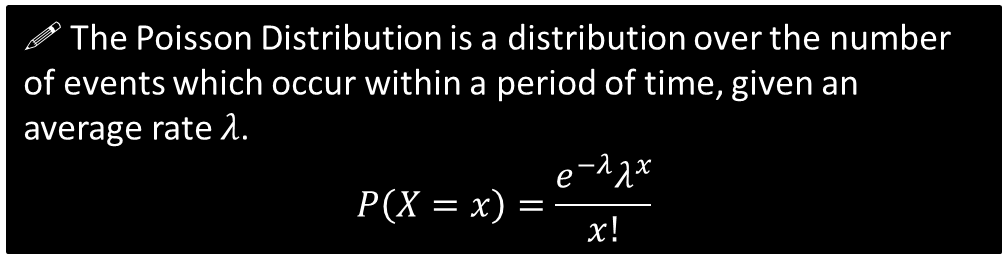 The Poisson Distribution is a distribution over the number
of events which occur within a period of time, given an
average rate λ.
P(X = x) = \frac{e^{-λ}λ^x}{x!}